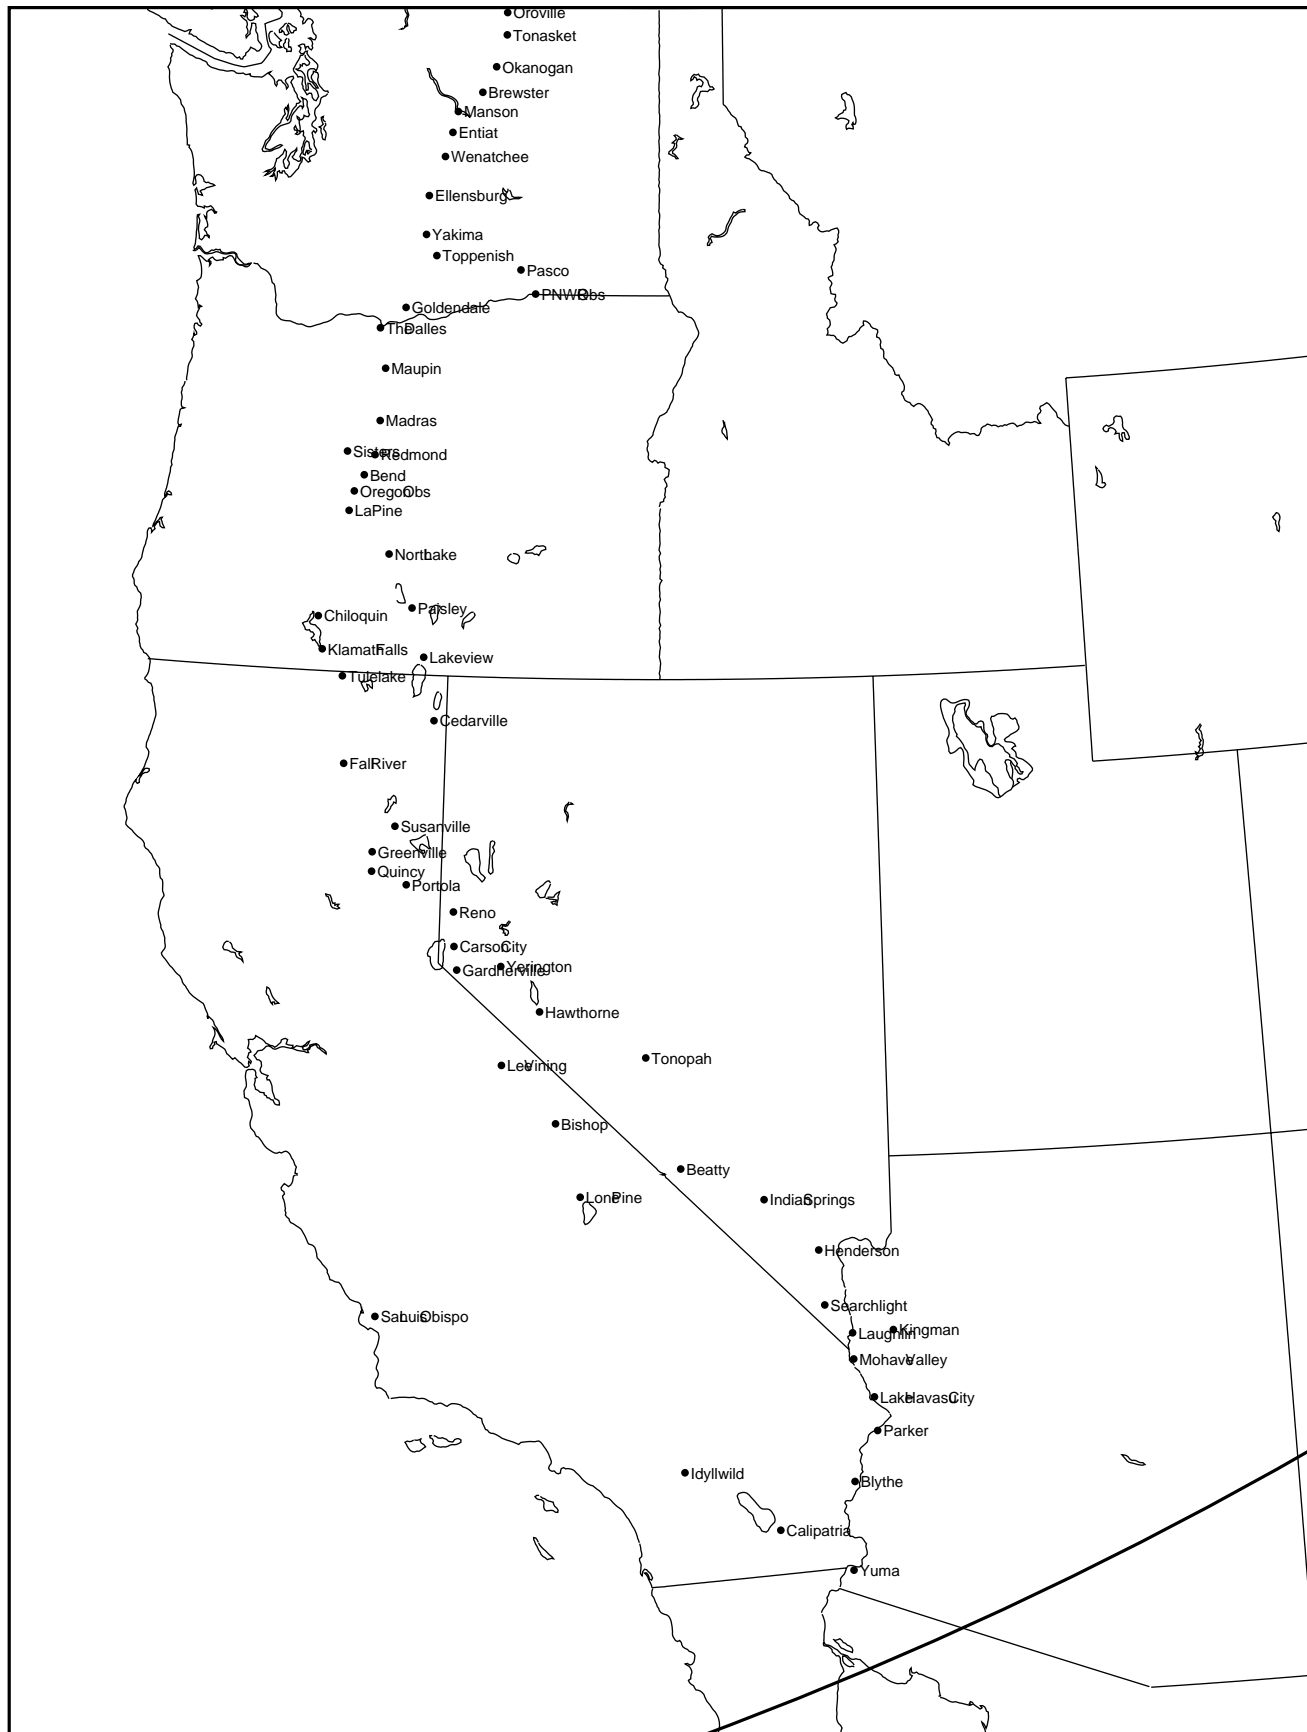 Oroville
Tonasket
Okanogan
Brewster
Manson
Entiat
Wenatchee
Ellensburg
Yakima
Toppenish
Pasco
PNWRObs
Goldendale
TheDalles
Maupin
Madras
Sisters
Redmond
Bend
OregonObs
LaPine
NorthLake
Paisley
Chiloquin
KlamathFalls
Lakeview
Tulelake
Cedarville
FallRiver
Susanville
Greenville
Quincy
Portola
Reno
CarsonCity
Yerington
Gardnerville
Hawthorne
Tonopah
LeeVining
Bishop
Beatty
LonePine
IndianSprings
Henderson
Searchlight
SanLuisObispo
Kingman
Laughlin
MohaveValley
LakeHavasuCity
Parker
Idyllwild
Blythe
Calipatria
Yuma